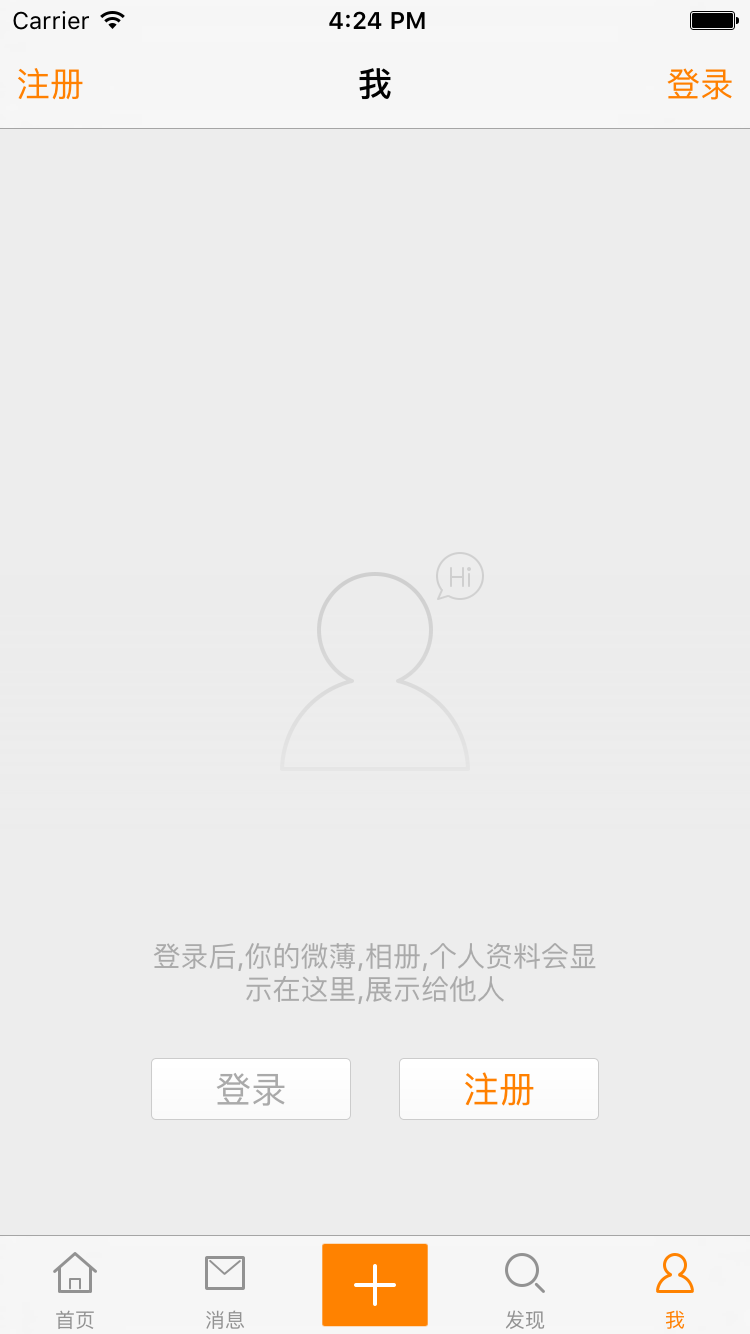 Carrier 4:24 PM
注册 我 登录
Hi
登录后,你的微薄,相册,个人资料会显
示在这里,展示给他人
登录 注册
首页 消息 发现 我